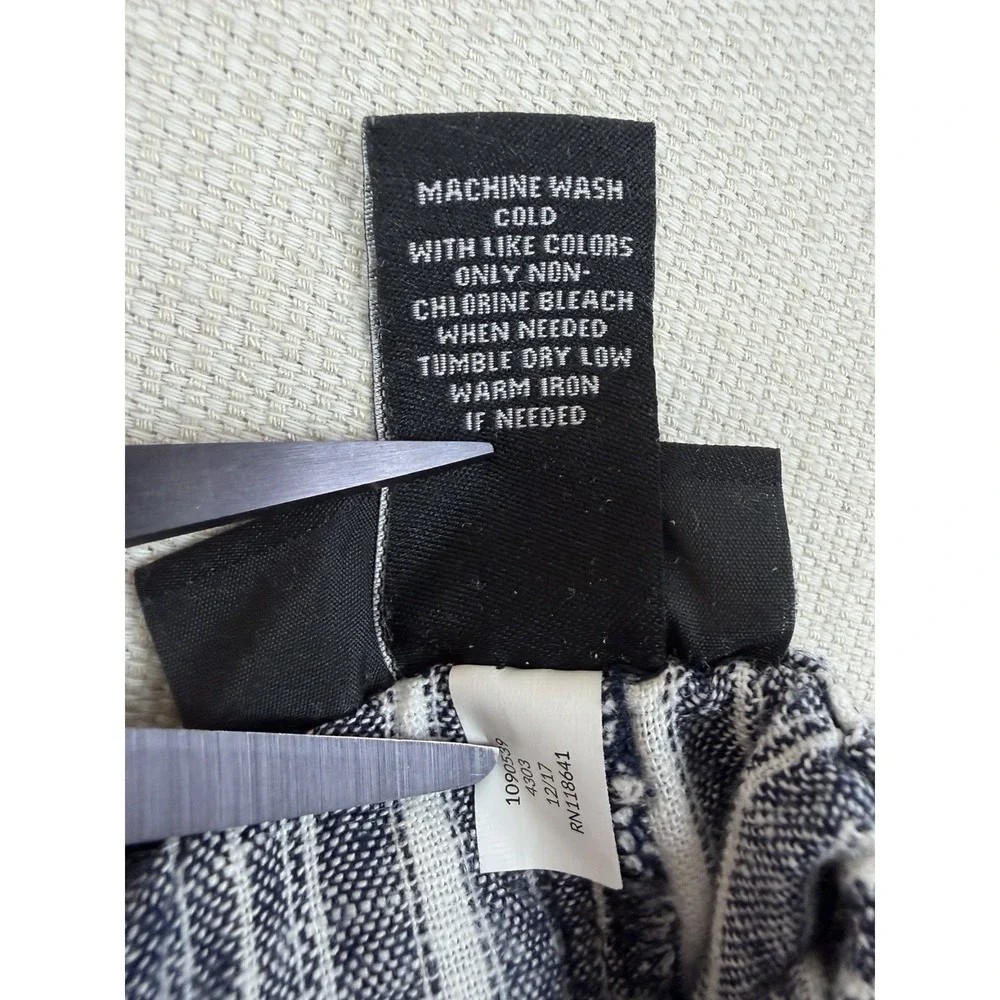 MACHINE WASH
COLD
WITH LIKE COLORS
ONLY NON-
CHLORINE BLEACH
WHEN NEEDED
TUMBLE DRY LOW
WARM IRON
IF NEEDED
1090539
4303
12/17
RN118641